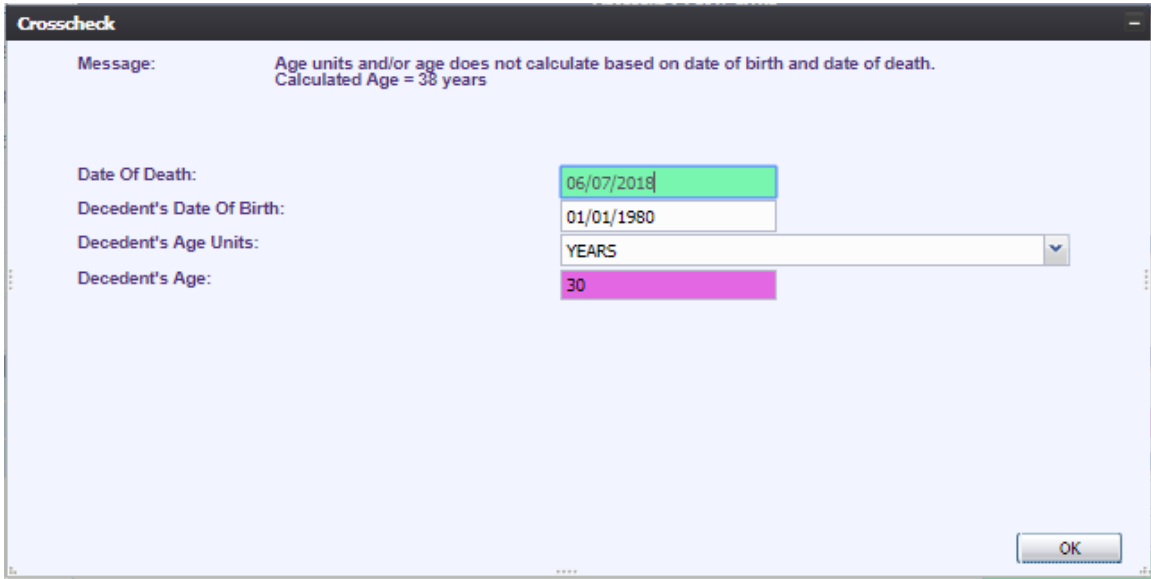 Crosscheck
Message: Age units and/or age does not calculate based on date of birth and date of death.
Calculated Age = 38 years
Date Of Death: 06/07/2018
Decedent's Date Of Birth: 01/01/1980
Decedent's Age Units: YEARS
Decedent's Age: 30
OK